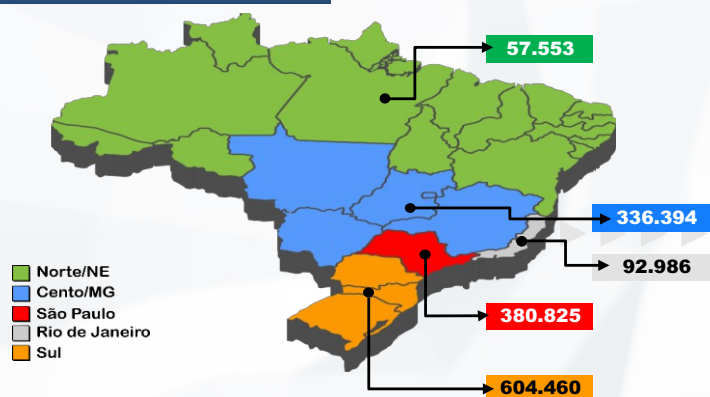 57.553
336.394
92.986
380.825
604.460
Norte/NE
Cento/MG
São Paulo
Rio de Janeiro
Sul